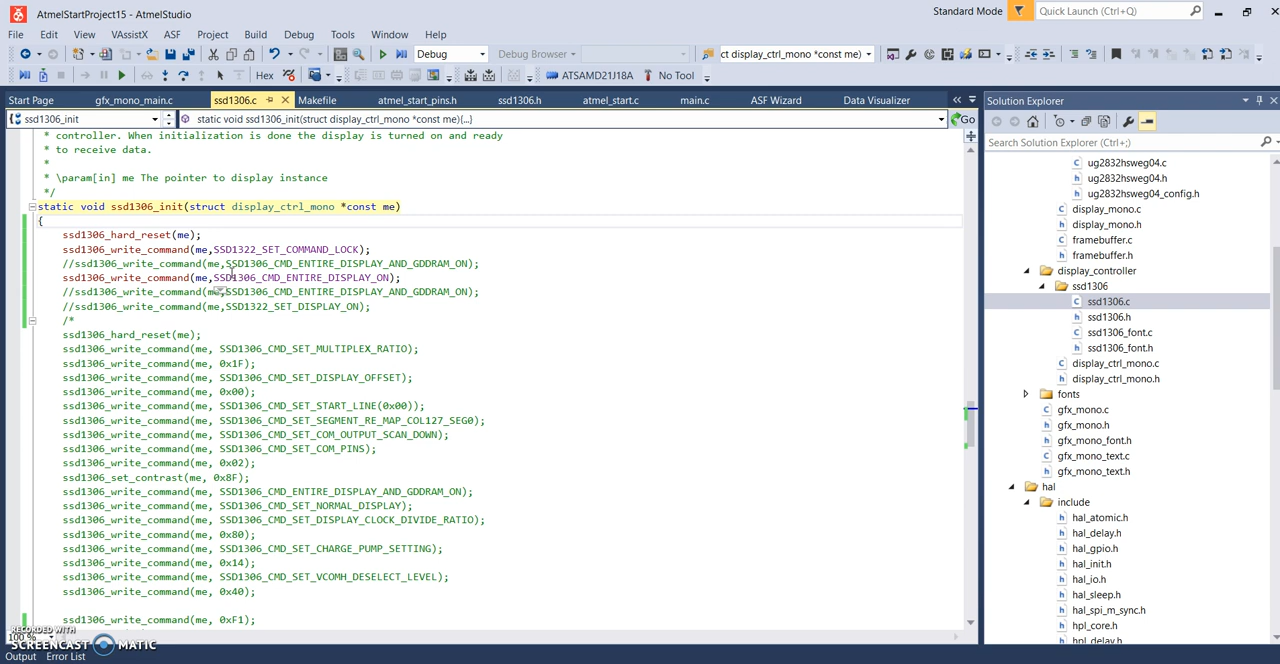 AtmelStartProject15 - AtmelStudio
Standard Mode
Quick Launch (Ctrl+Q)
File Edit View VAssistX ASF Project Build Debug Tools Window Help
Debug
Debug Browser
ct display_ctrl_mono *const me)
Hex
ATSAMD21J18A
No Tool
Start Page gfx_mono_main.c ssd1306.c Makefile atmel_start_pins.h ssd1306.h atmel_start.c main.c ASF Wizard Data Visualizer
ssd1306_init
static void ssd1306_init(struct display_ctrl_mono *const me){...}
Go
* controller. When initialization is done the display is turned on and ready
* to receive data.
*
* \param[in] me The pointer to display instance
*/
static void ssd1306_init(struct display_ctrl_mono *const me)
{
ssd1306_hard_reset(me);
ssd1306_write_command(me,SSD1322_SET_COMMAND_LOCK);
//ssd1306_write_command(me,SSD1306_CMD_ENTIRE_DISPLAY_AND_GDDRAM_ON);
ssd1306_write_command(me,SSD1306_CMD_ENTIRE_DISPLAY_ON);
//ssd1306_write_command(me,SSD1306_CMD_ENTIRE_DISPLAY_AND_GDDRAM_ON);
//ssd1306_write_command(me,SSD1322_SET_DISPLAY_ON);
/*
ssd1306_hard_reset(me);
ssd1306_write_command(me, SSD1306_CMD_SET_MULTIPLEX_RATIO);
ssd1306_write_command(me, 0x1F);
ssd1306_write_command(me, SSD1306_CMD_SET_DISPLAY_OFFSET);
ssd1306_write_command(me, 0x00);
ssd1306_write_command(me, SSD1306_CMD_SET_START_LINE(0x00));
ssd1306_write_command(me, SSD1306_CMD_SET_SEGMENT_RE_MAP_COL127_SEG0);
ssd1306_write_command(me, SSD1306_CMD_SET_COM_OUTPUT_SCAN_DOWN);
ssd1306_write_command(me, SSD1306_CMD_SET_COM_PINS);
ssd1306_write_command(me, 0x02);
ssd1306_set_contrast(me, 0x8F);
ssd1306_write_command(me, SSD1306_CMD_ENTIRE_DISPLAY_AND_GDDRAM_ON);
ssd1306_write_command(me, SSD1306_CMD_SET_NORMAL_DISPLAY);
ssd1306_write_command(me, SSD1306_CMD_SET_DISPLAY_CLOCK_DIVIDE_RATIO);
ssd1306_write_command(me, 0x80);
ssd1306_write_command(me, SSD1306_CMD_SET_CHARGE_PUMP_SETTING);
ssd1306_write_command(me, 0x14);
ssd1306_write_command(me, SSD1306_CMD_SET_VCOMH_DESELECT_LEVEL);
ssd1306_write_command(me, 0x40);
ssd1306_write_command(me, 0xF1);
100 %
RECORDED WITH
SCREENCAST MATIC
Output Error List
Solution Explorer
Search Solution Explorer (Ctrl+;)
ug2832hsweg04.c
ug2832hsweg04.h
ug2832hsweg04_config.h
display_mono.c
display_mono.h
framebuffer.c
framebuffer.h
display_controller
ssd1306
ssd1306.c
ssd1306.h
ssd1306_font.c
ssd1306_font.h
display_ctrl_mono.c
display_ctrl_mono.h
fonts
gfx_mono.c
gfx_mono.h
gfx_mono_font.h
gfx_mono_text.c
gfx_mono_text.h
hal
include
hal_atomic.h
hal_delay.h
hal_gpio.h
hal_init.h
hal_io.h
hal_sleep.h
hal_spi_m_sync.h
hpl_core.h
hpl_delay.h